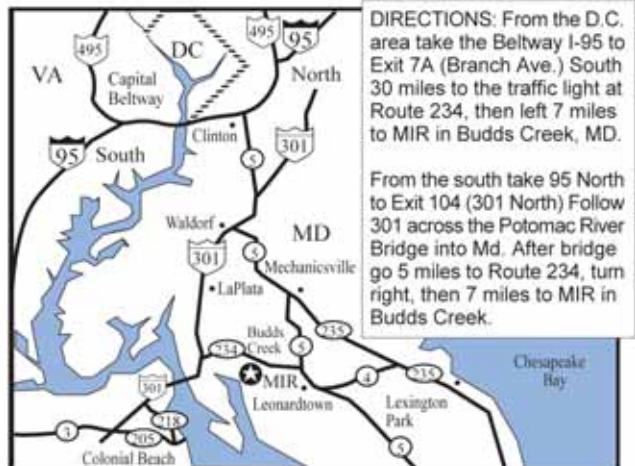 495
DC
495
95
VA
Capital
Beltway
North
DIRECTIONS: From the D.C.
area take the Beltway I-95 to
Exit 7A (Branch Ave.) South
30 miles to the traffic light at
Route 234, then left 7 miles
to MIR in Budds Creek, MD.
From the south take 95 North
to Exit 104 (301 North) Follow
301 across the Potomac River
Bridge into Md. After bridge
go 5 miles to Route 234, turn
right, then 7 miles to MIR in
Budds Creek.
Clinton
95
South
5
301
Waldorf
MD
301
5
Mechanicsville
LaPlata
Budds
Creek
234
5
235
Chesapeake
Bay
MIR
4
235
301
Leonardtown
Lexington
Park
3
218
205
5
Colonial Beach